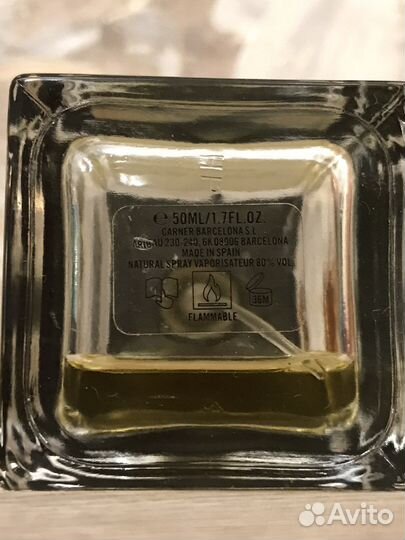 ℮ 50ML/1.7FL.OZ.
CARNER BARCELONA S.L.
ARIBAU 230-240, 6K 08006 BARCELONA
MADE IN SPAIN
NATURAL SPRAY VAPORISATEUR 80% VOL
FLAMMABLE
36M
Avito